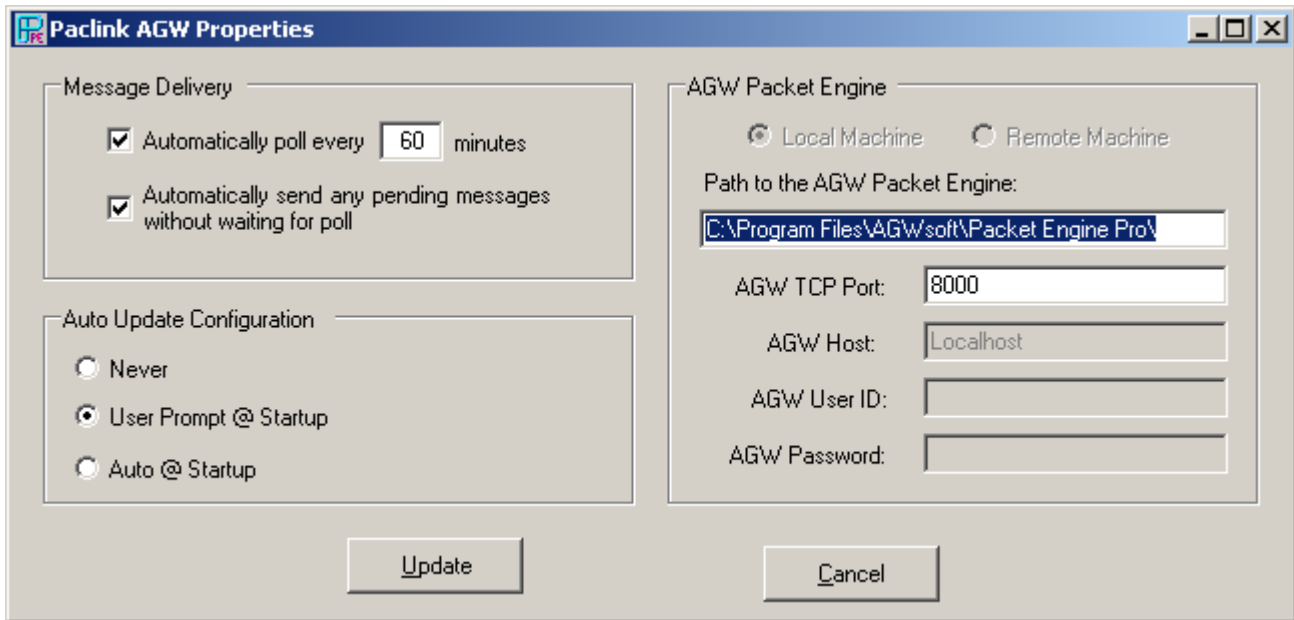 Paclink AGW Properties
Message Delivery
Automatically poll every 60 minutes
Automatically send any pending messages
without waiting for poll
Auto Update Configuration
Never
User Prompt @ Startup
Auto @ Startup
AGW Packet Engine
Local Machine Remote Machine
Path to the AGW Packet Engine:
C:\Program Files\AGWsoft\Packet Engine Pro\
AGW TCP Port: 8000
AGW Host: Localhost
AGW User ID:
AGW Password:
Update
Cancel